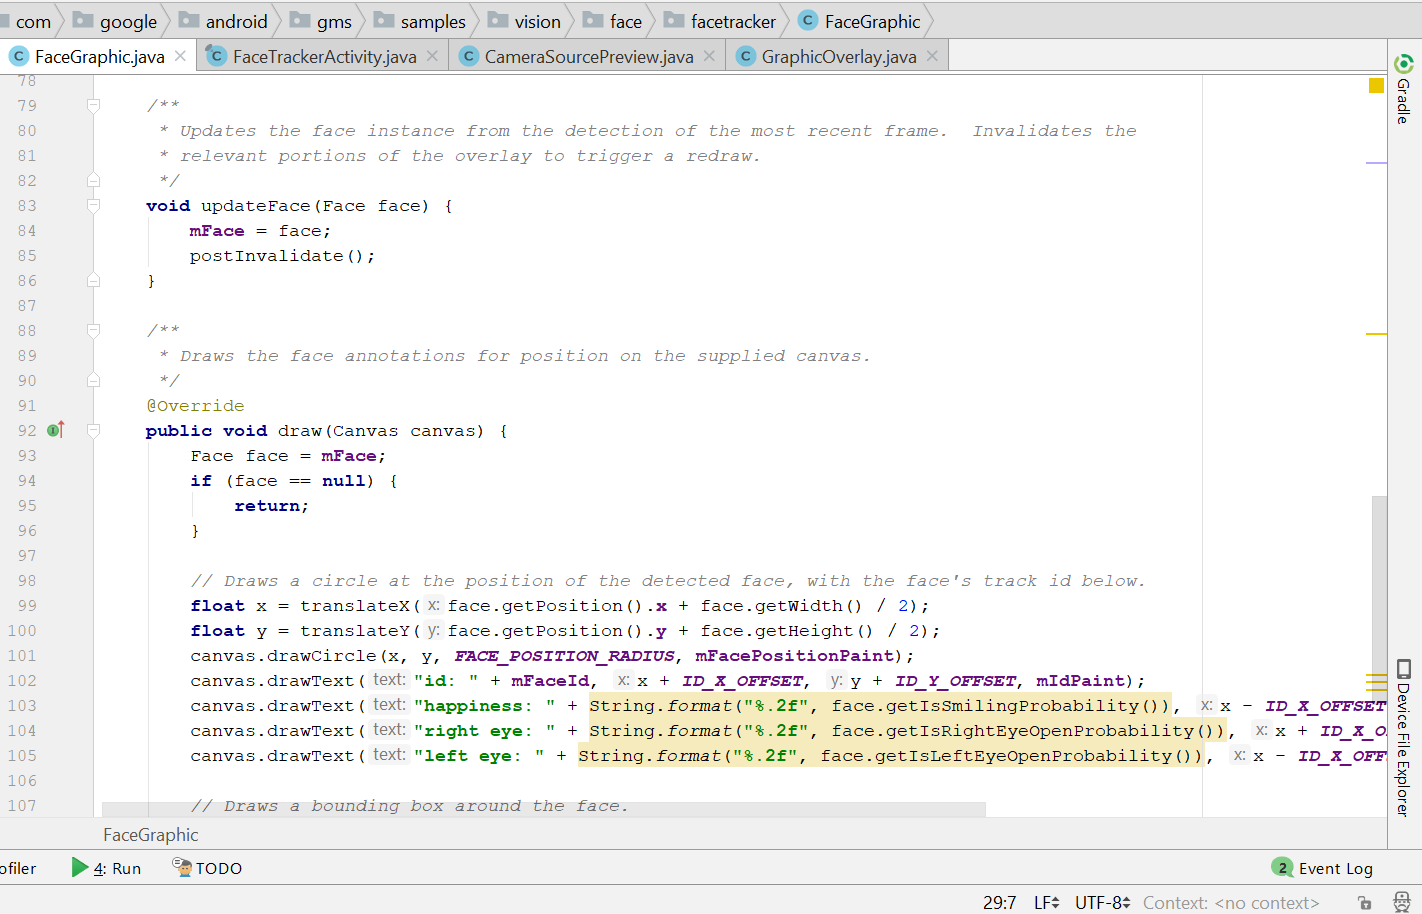 com google android gms samples vision face facetracker FaceGraphic
FaceGraphic.java FaceTrackerActivity.java CameraSourcePreview.java GraphicOverlay.java
78
79 /**
80 * Updates the face instance from the detection of the most recent frame.  Invalidates the
81 * relevant portions of the overlay to trigger a redraw.
82 */
83 void updateFace(Face face) {
84 mFace = face;
85 postInvalidate();
86 }
87
88 /**
89 * Draws the face annotations for position on the supplied canvas.
90 */
91 @Override
92 public void draw(Canvas canvas) {
93 Face face = mFace;
94 if (face == null) {
95 return;
96 }
97
98 // Draws a circle at the position of the detected face, with the face's track id below.
99 float x = translateX( x: face.getPosition().x + face.getWidth() / 2);
100 float y = translateY( y: face.getPosition().y + face.getHeight() / 2);
101 canvas.drawCircle(x, y, FACE_POSITION_RADIUS, mFacePositionPaint);
102 canvas.drawText( text: "id: " + mFaceId, x: x + ID_X_OFFSET, y: y + ID_Y_OFFSET, mIdPaint);
103 canvas.drawText( text: "happiness: " + String.format("%.2f", face.getIsSmilingProbability()), x: x - ID_X_OFFSET
104 canvas.drawText( text: "right eye: " + String.format("%.2f", face.getIsRightEyeOpenProbability()), x: x + ID_X_O
105 canvas.drawText( text: "left eye: " + String.format("%.2f", face.getIsLeftEyeOpenProbability()), x: x - ID_X_OFF
106
107 // Draws a bounding box around the face.
Gradle
Device File Explorer
FaceGraphic
ofiler 4: Run TODO 2 Event Log
29:7 LF UTF-8 Context: <no context>